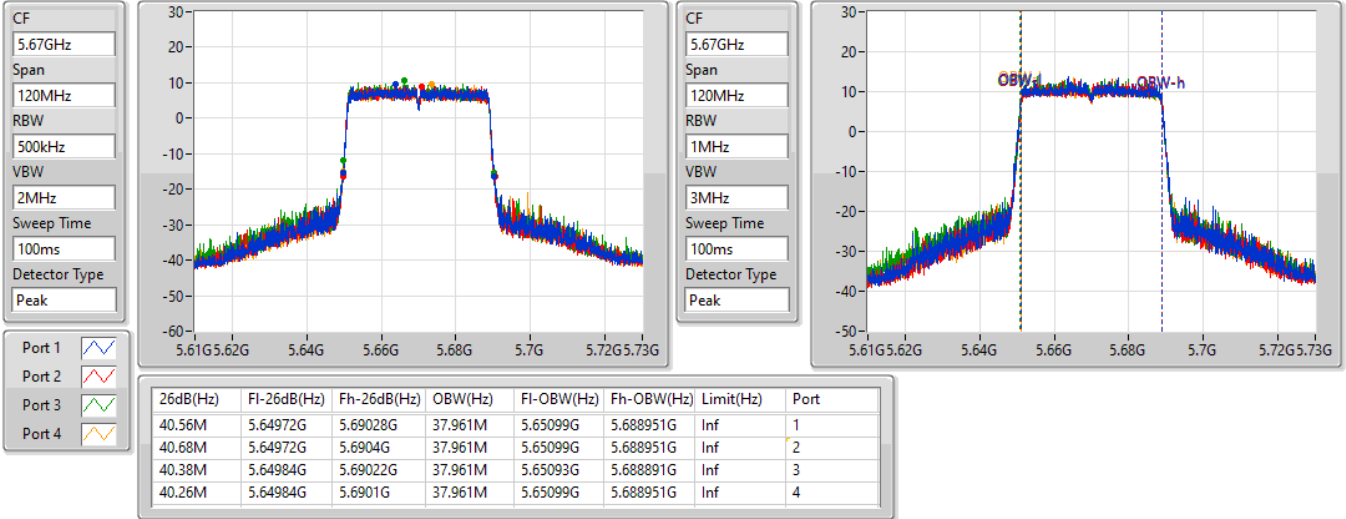 CF
5.67GHz
Span
120MHz
RBW
500kHz
VBW
2MHz
Sweep Time
100ms
Detector Type
Peak
30
20
10
0
-10
-20
-30
-40
-50
-60
5.61G 5.62G 5.64G 5.66G 5.68G 5.7G 5.72G 5.73G
CF
5.67GHz
Span
120MHz
RBW
1MHz
VBW
3MHz
Sweep Time
100ms
Detector Type
Peak
30
20
10
0
-10
-20
-30
-40
-50
OBW-l OBW-h
5.61G 5.62G 5.64G 5.66G 5.68G 5.7G 5.72G 5.73G
Port 1
Port 2
Port 3
Port 4
26dB(Hz) Fl-26dB(Hz) Fh-26dB(Hz) OBW(Hz) Fl-OBW(Hz) Fh-OBW(Hz) Limit(Hz) Port
40.56M 5.64972G 5.69028G 37.961M 5.65099G 5.688951G Inf 1
40.68M 5.64972G 5.6904G 37.961M 5.65099G 5.688951G Inf 2
40.38M 5.64984G 5.69022G 37.961M 5.65093G 5.688891G Inf 3
40.26M 5.64984G 5.6901G 37.961M 5.65099G 5.688951G Inf 4